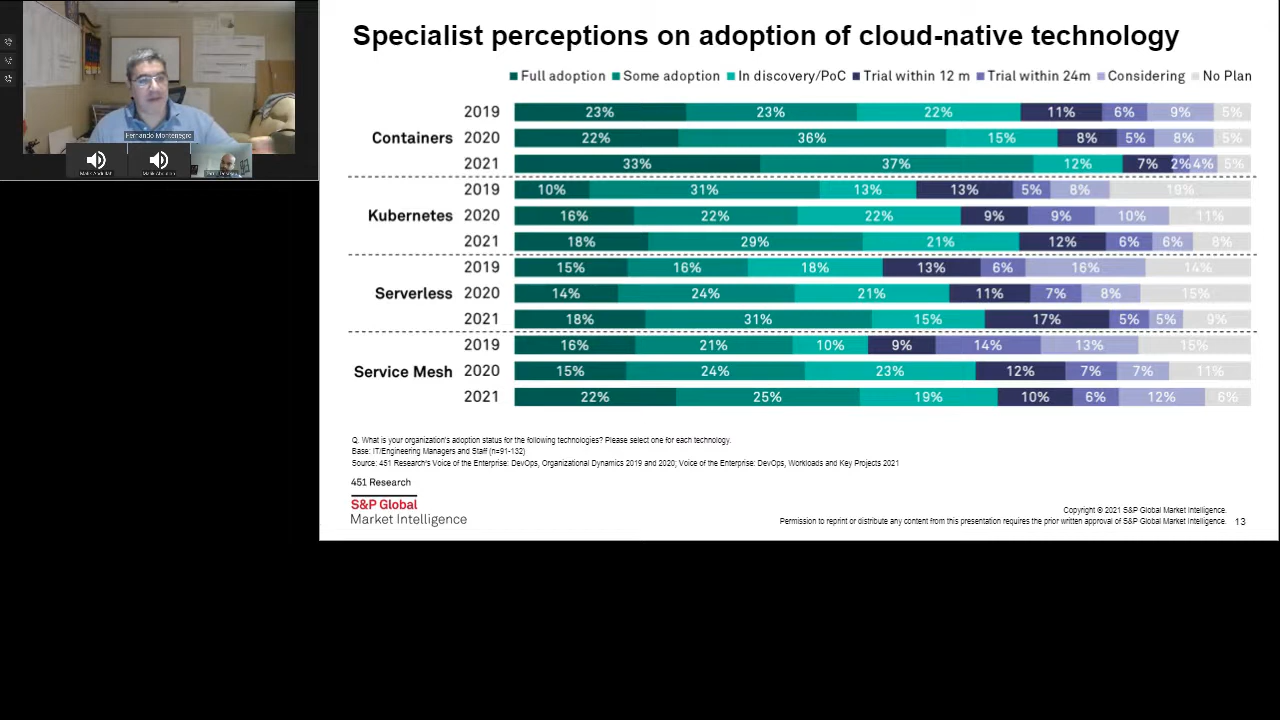 Specialist perceptions on adoption of cloud-native technology
Full adoption Some adoption In discovery/PoC Trial within 12 m Trial within 24m Considering No Plan
2019 23% 23% 22% 11% 6% 9% 5%
Containers 2020 22% 36% 15% 8% 5% 8% 5%
2021 33% 37% 12% 7% 2% 4% 5%
2019 10% 31% 13% 13% 5% 8% 19%
Kubernetes 2020 16% 22% 22% 9% 9% 10% 11%
2021 18% 29% 21% 12% 6% 6% 8%
2019 15% 16% 18% 13% 6% 16% 14%
Serverless 2020 14% 24% 21% 11% 7% 8% 15%
2021 18% 31% 15% 17% 5% 5% 9%
2019 16% 21% 10% 9% 14% 13% 15%
Service Mesh 2020 15% 24% 23% 12% 7% 7% 11%
2021 22% 25% 19% 10% 6% 12% 6%
Fernando Montenegro
Q. What is your organization's adoption status for the following technologies? Please select one for each technology.
Base: IT/Engineering Managers and Staff (n=91-132)
Source: 451 Research's Voice of the Enterprise: DevOps, Organizational Dynamics 2019 and 2020; Voice of the Enterprise: DevOps, Workloads and Key Projects 2021
451 Research
S&P Global
Market Intelligence
Copyright © 2021 S&P Global Market Intelligence.
Permission to reprint or distribute any content from this presentation requires the prior written approval of S&P Global Market Intelligence. 13